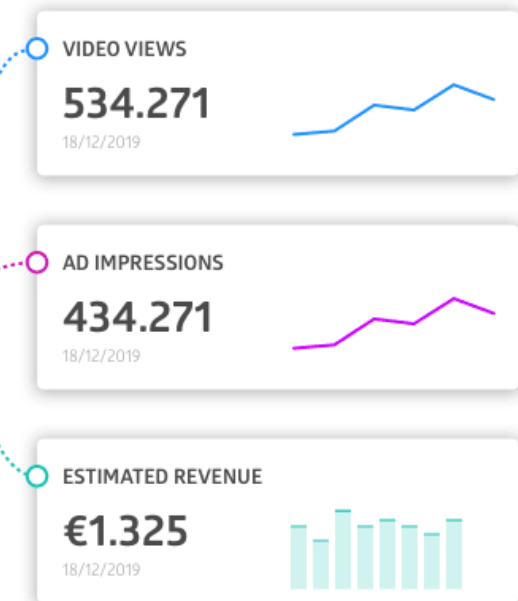 VIDEO VIEWS
534.271
18/12/2019
AD IMPRESSIONS
434.271
18/12/2019
ESTIMATED REVENUE
€1.325
18/12/2019